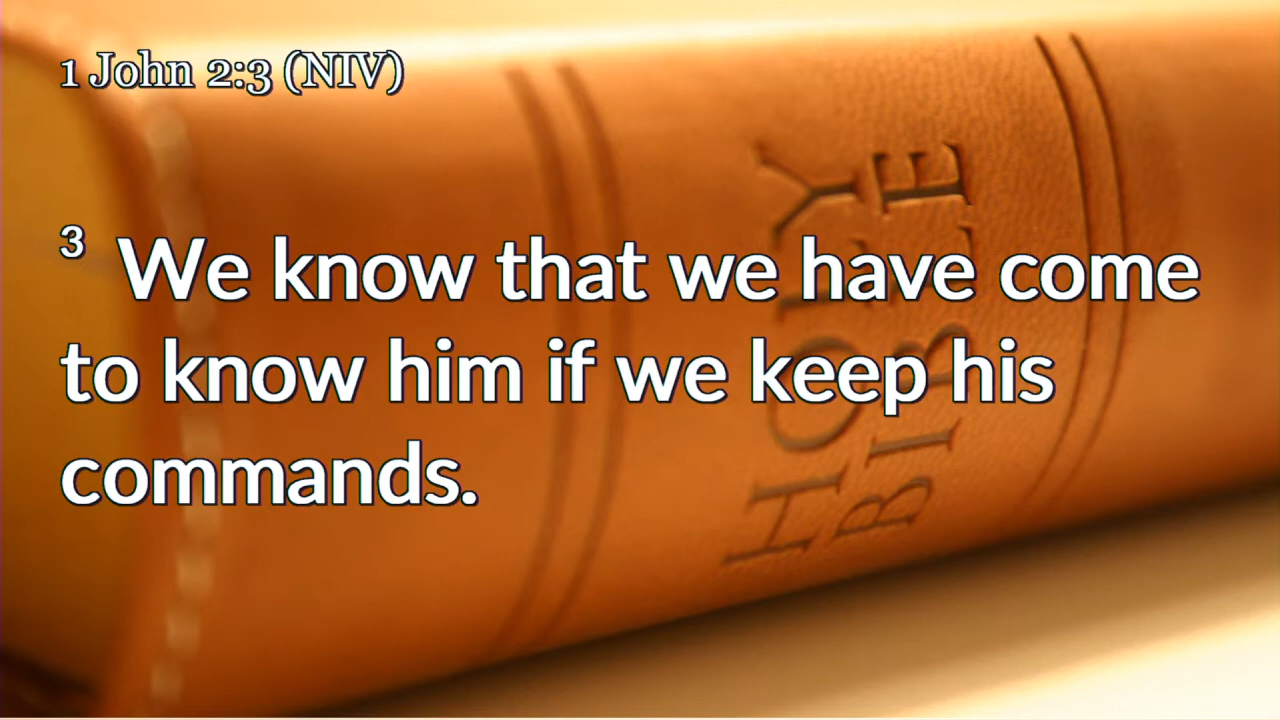 1 John 2:3 (NIV)
3 We know that we have come
to know him if we keep his
commands.
HOLY
BIBLE